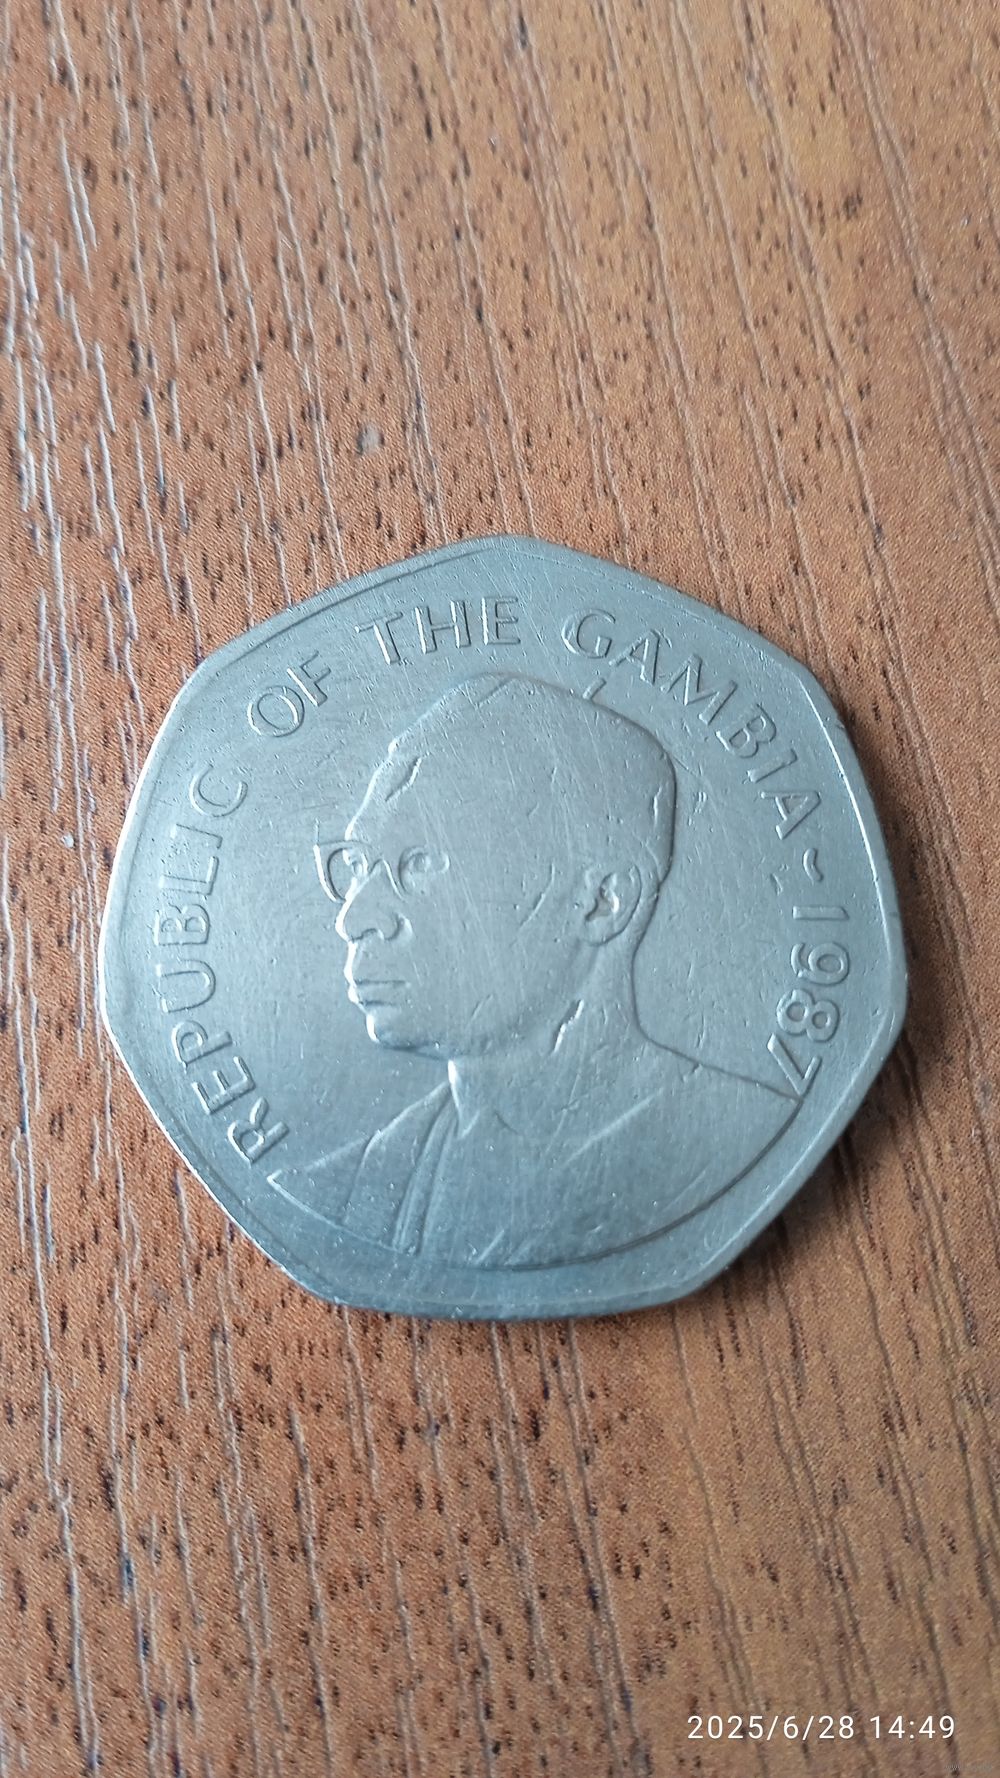 REPUBLIC OF THE GAMBIA ~ 1987
2025/6/28 14:49